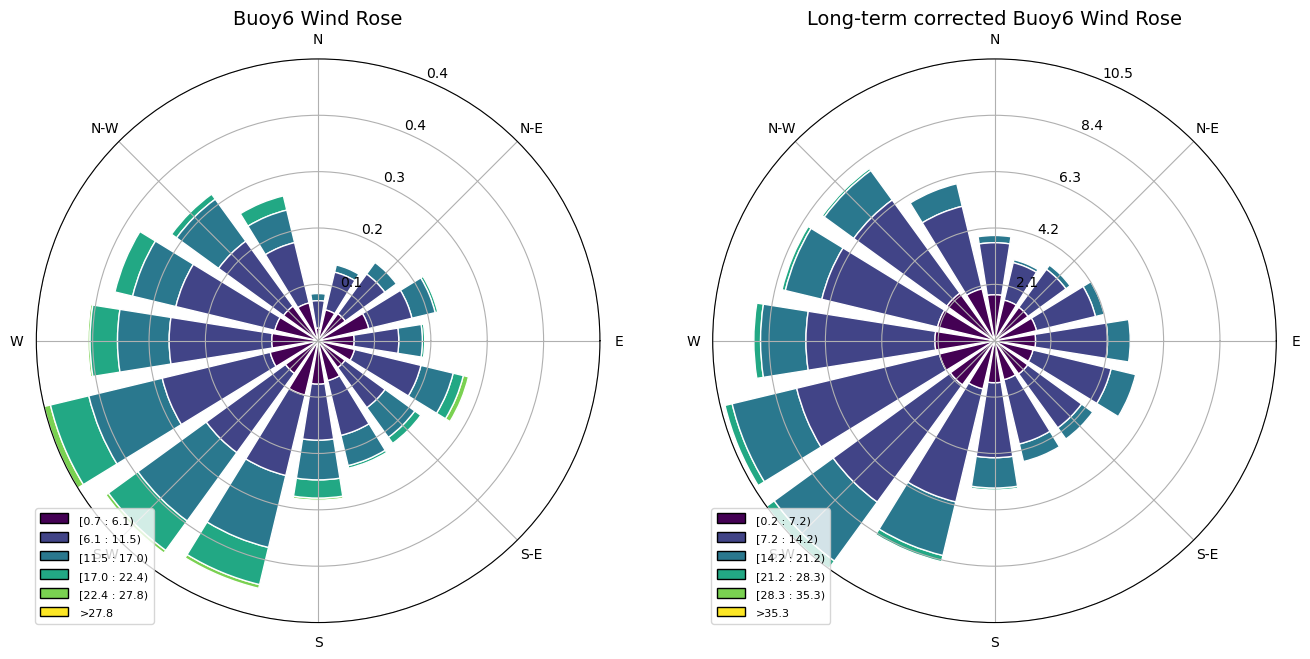 Buoy6 Wind Rose
N
N-E
E
S-E
S
S-W
W
N-W
0.1
0.2
0.3
0.4
0.4
[0.7 : 6.1)
[6.1 : 11.5)
[11.5 : 17.0)
[17.0 : 22.4)
[22.4 : 27.8)
>27.8
Long-term corrected Buoy6 Wind Rose
N
N-E
E
S-E
S
S-W
W
N-W
2.1
4.2
6.3
8.4
10.5
[0.2 : 7.2)
[7.2 : 14.2)
[14.2 : 21.2)
[21.2 : 28.3)
[28.3 : 35.3)
>35.3